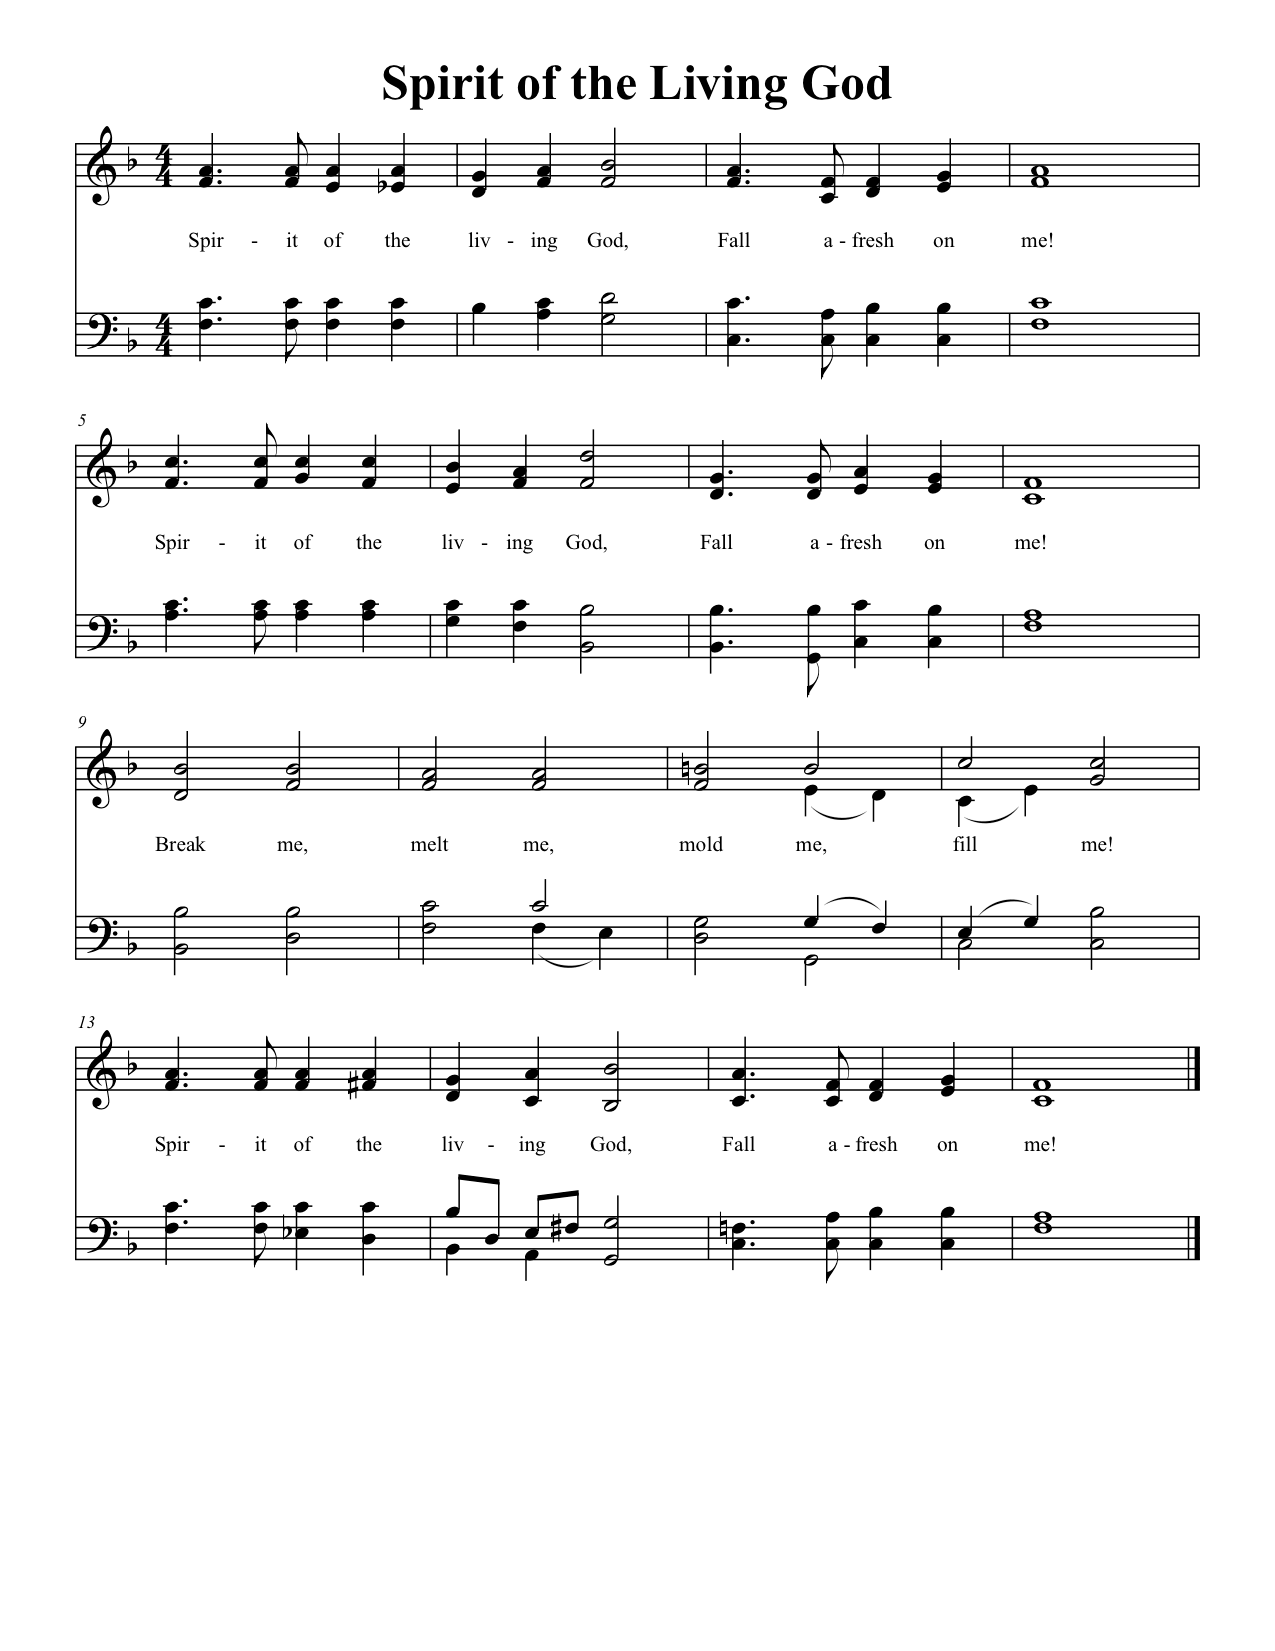 Spirit of the Living God
4 4
Spir - it of the liv - ing God, Fall a - fresh on me!
4 4
5
Spir - it of the liv - ing God, Fall a - fresh on me!
9
Break me, melt me, mold me, fill me!
13
Spir - it of the liv - ing God, Fall a - fresh on me!